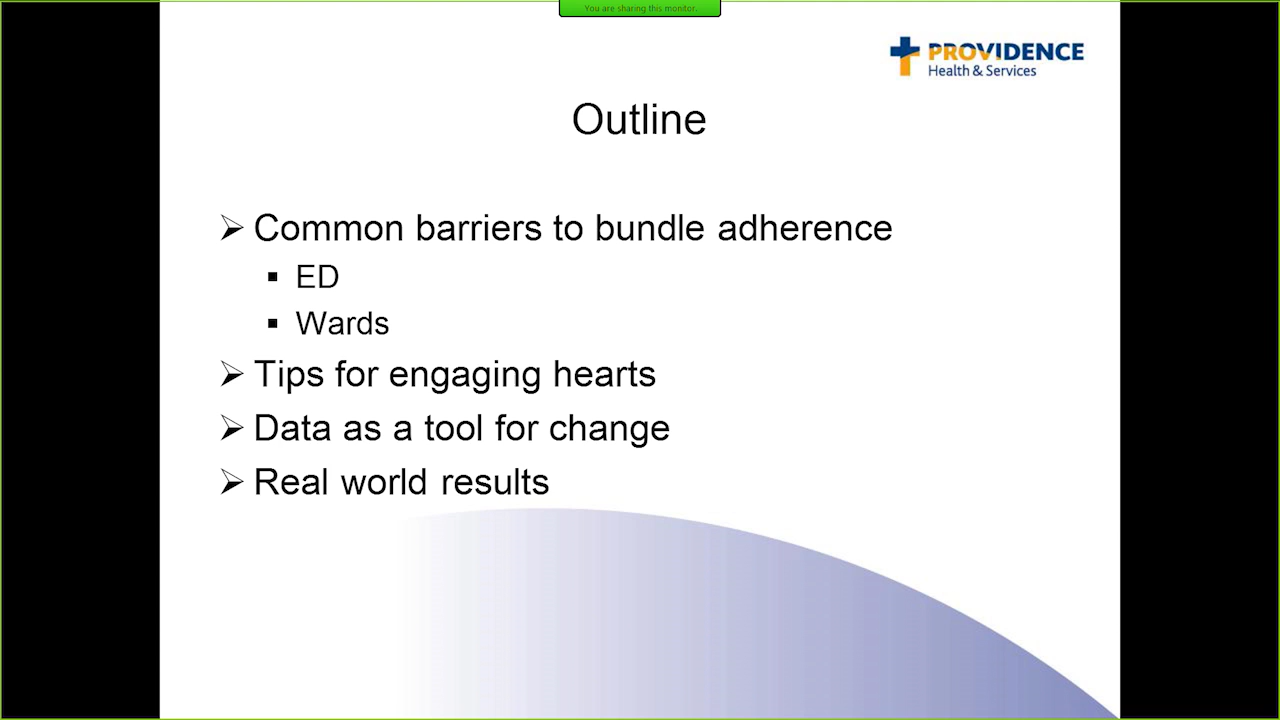 You are sharing this monitor.
PROVIDENCE
Health & Services
Outline
Common barriers to bundle adherence
ED
Wards
Tips for engaging hearts
Data as a tool for change
Real world results